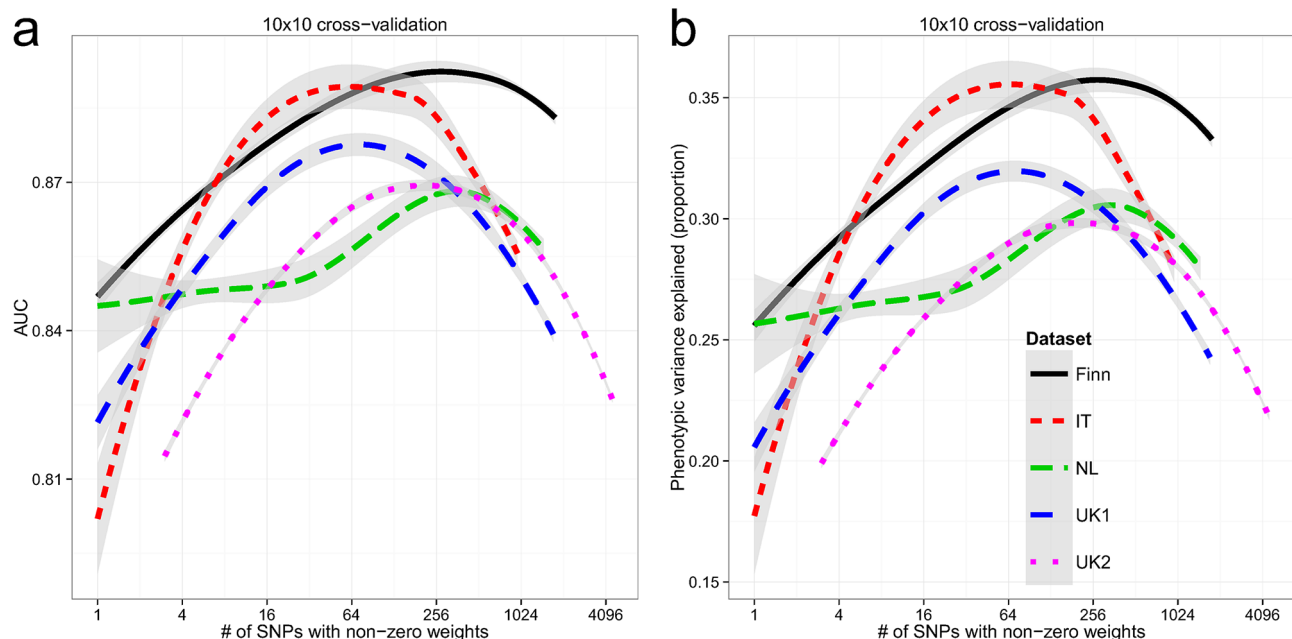 a
10x10 cross-validation
AUC
0.87
0.84
0.81
1 4 16 64 256 1024 4096
# of SNPs with non-zero weights
b
10x10 cross-validation
Phenotypic variance explained (proportion)
0.35
0.30
0.25
0.20
0.15
Dataset
Finn
IT
NL
UK1
UK2
1 4 16 64 256 1024 4096
# of SNPs with non-zero weights